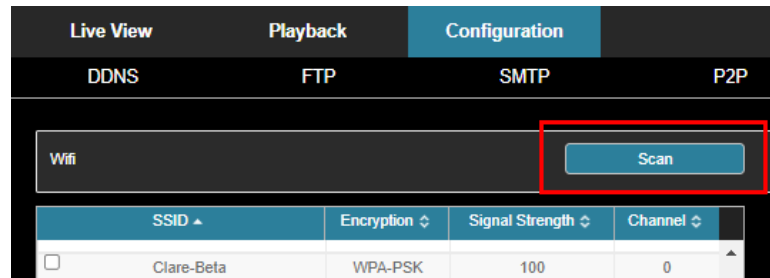 Live View Playback Configuration
DDNS FTP SMTP P2P
Wifi Scan
SSID Encryption Signal Strength Channel
Clare-Beta WPA-PSK 100 0